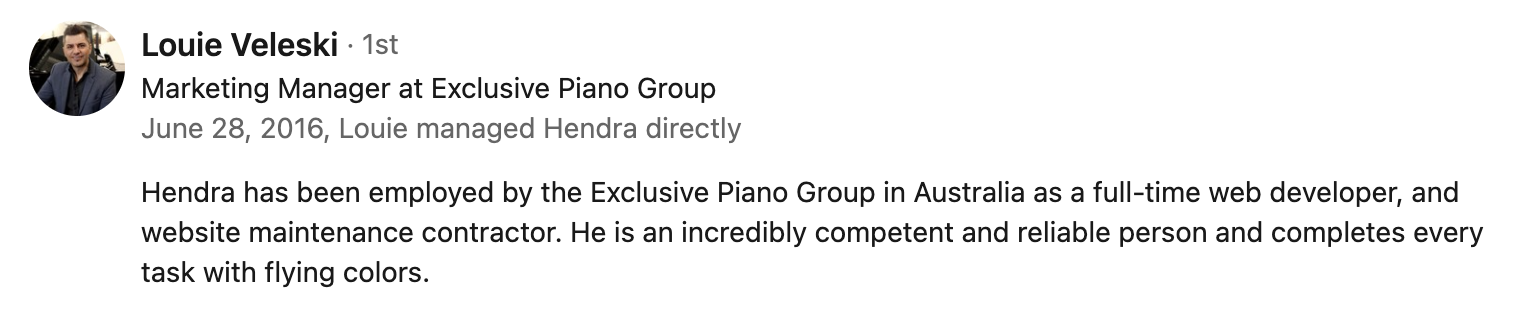 Louie Veleski · 1st
Marketing Manager at Exclusive Piano Group
June 28, 2016, Louie managed Hendra directly
Hendra has been employed by the Exclusive Piano Group in Australia as a full-time web developer, and
website maintenance contractor. He is an incredibly competent and reliable person and completes every
task with flying colors.